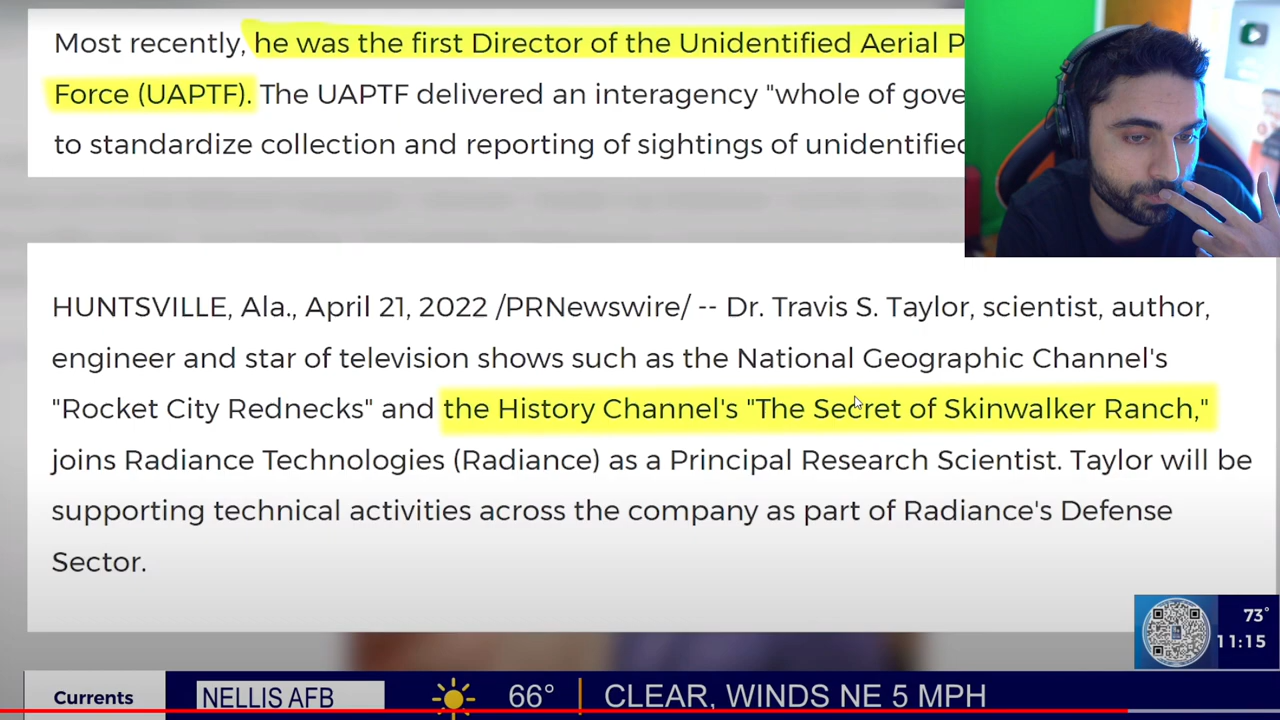 Most recently, he was the first Director of the Unidentified Aerial P
Force (UAPTF). The UAPTF delivered an interagency "whole of gove
to standardize collection and reporting of sightings of unidentified
HUNTSVILLE, Ala., April 21, 2022 /PRNewswire/ -- Dr. Travis S. Taylor, scientist, author,
engineer and star of television shows such as the National Geographic Channel's
"Rocket City Rednecks" and the History Channel's "The Secret of Skinwalker Ranch,"
joins Radiance Technologies (Radiance) as a Principal Research Scientist. Taylor will be
supporting technical activities across the company as part of Radiance's Defense
Sector.
73°
11:15
Currents
NELLIS AFB
66°
CLEAR, WINDS NE 5 MPH